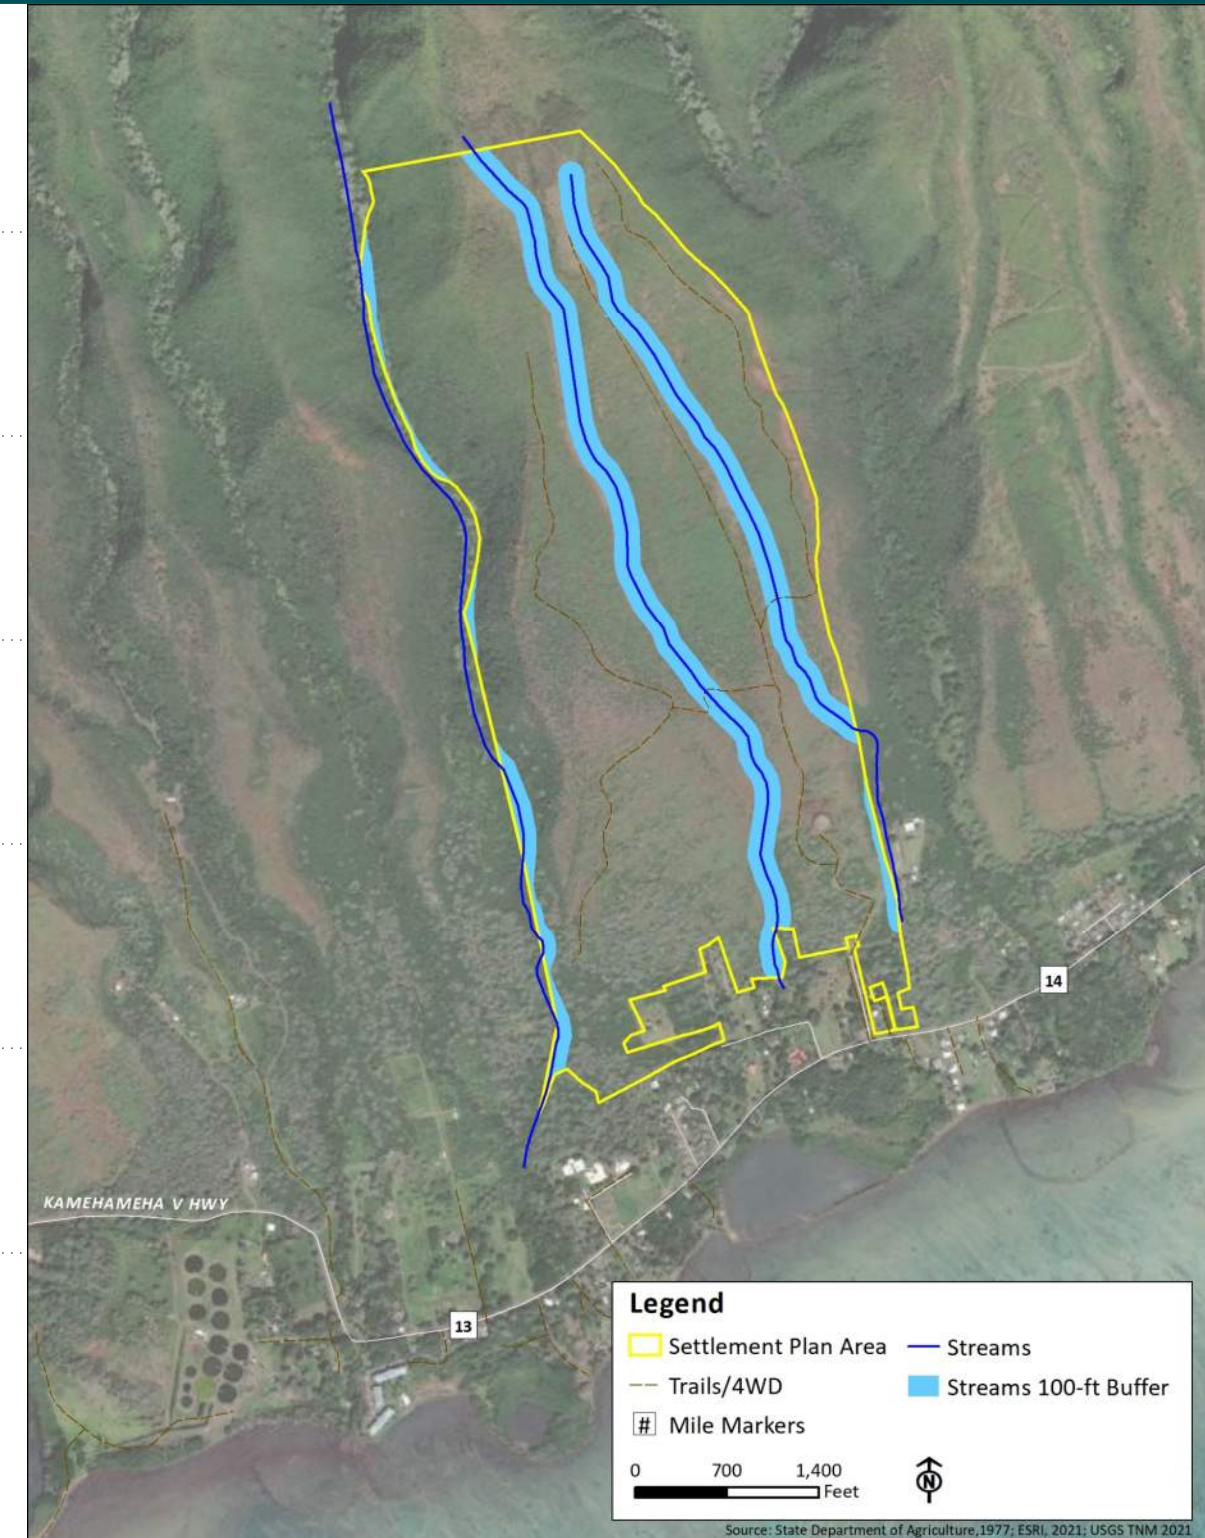 14
KAMEHAMEHA V HWY
13
Legend
Settlement Plan Area
Streams
Trails/4WD
Streams 100-ft Buffer
# Mile Markers
0 700 1,400
Feet
N
Source: State Department of Agriculture,1977; ESRI, 2021; USGS TNM 2021